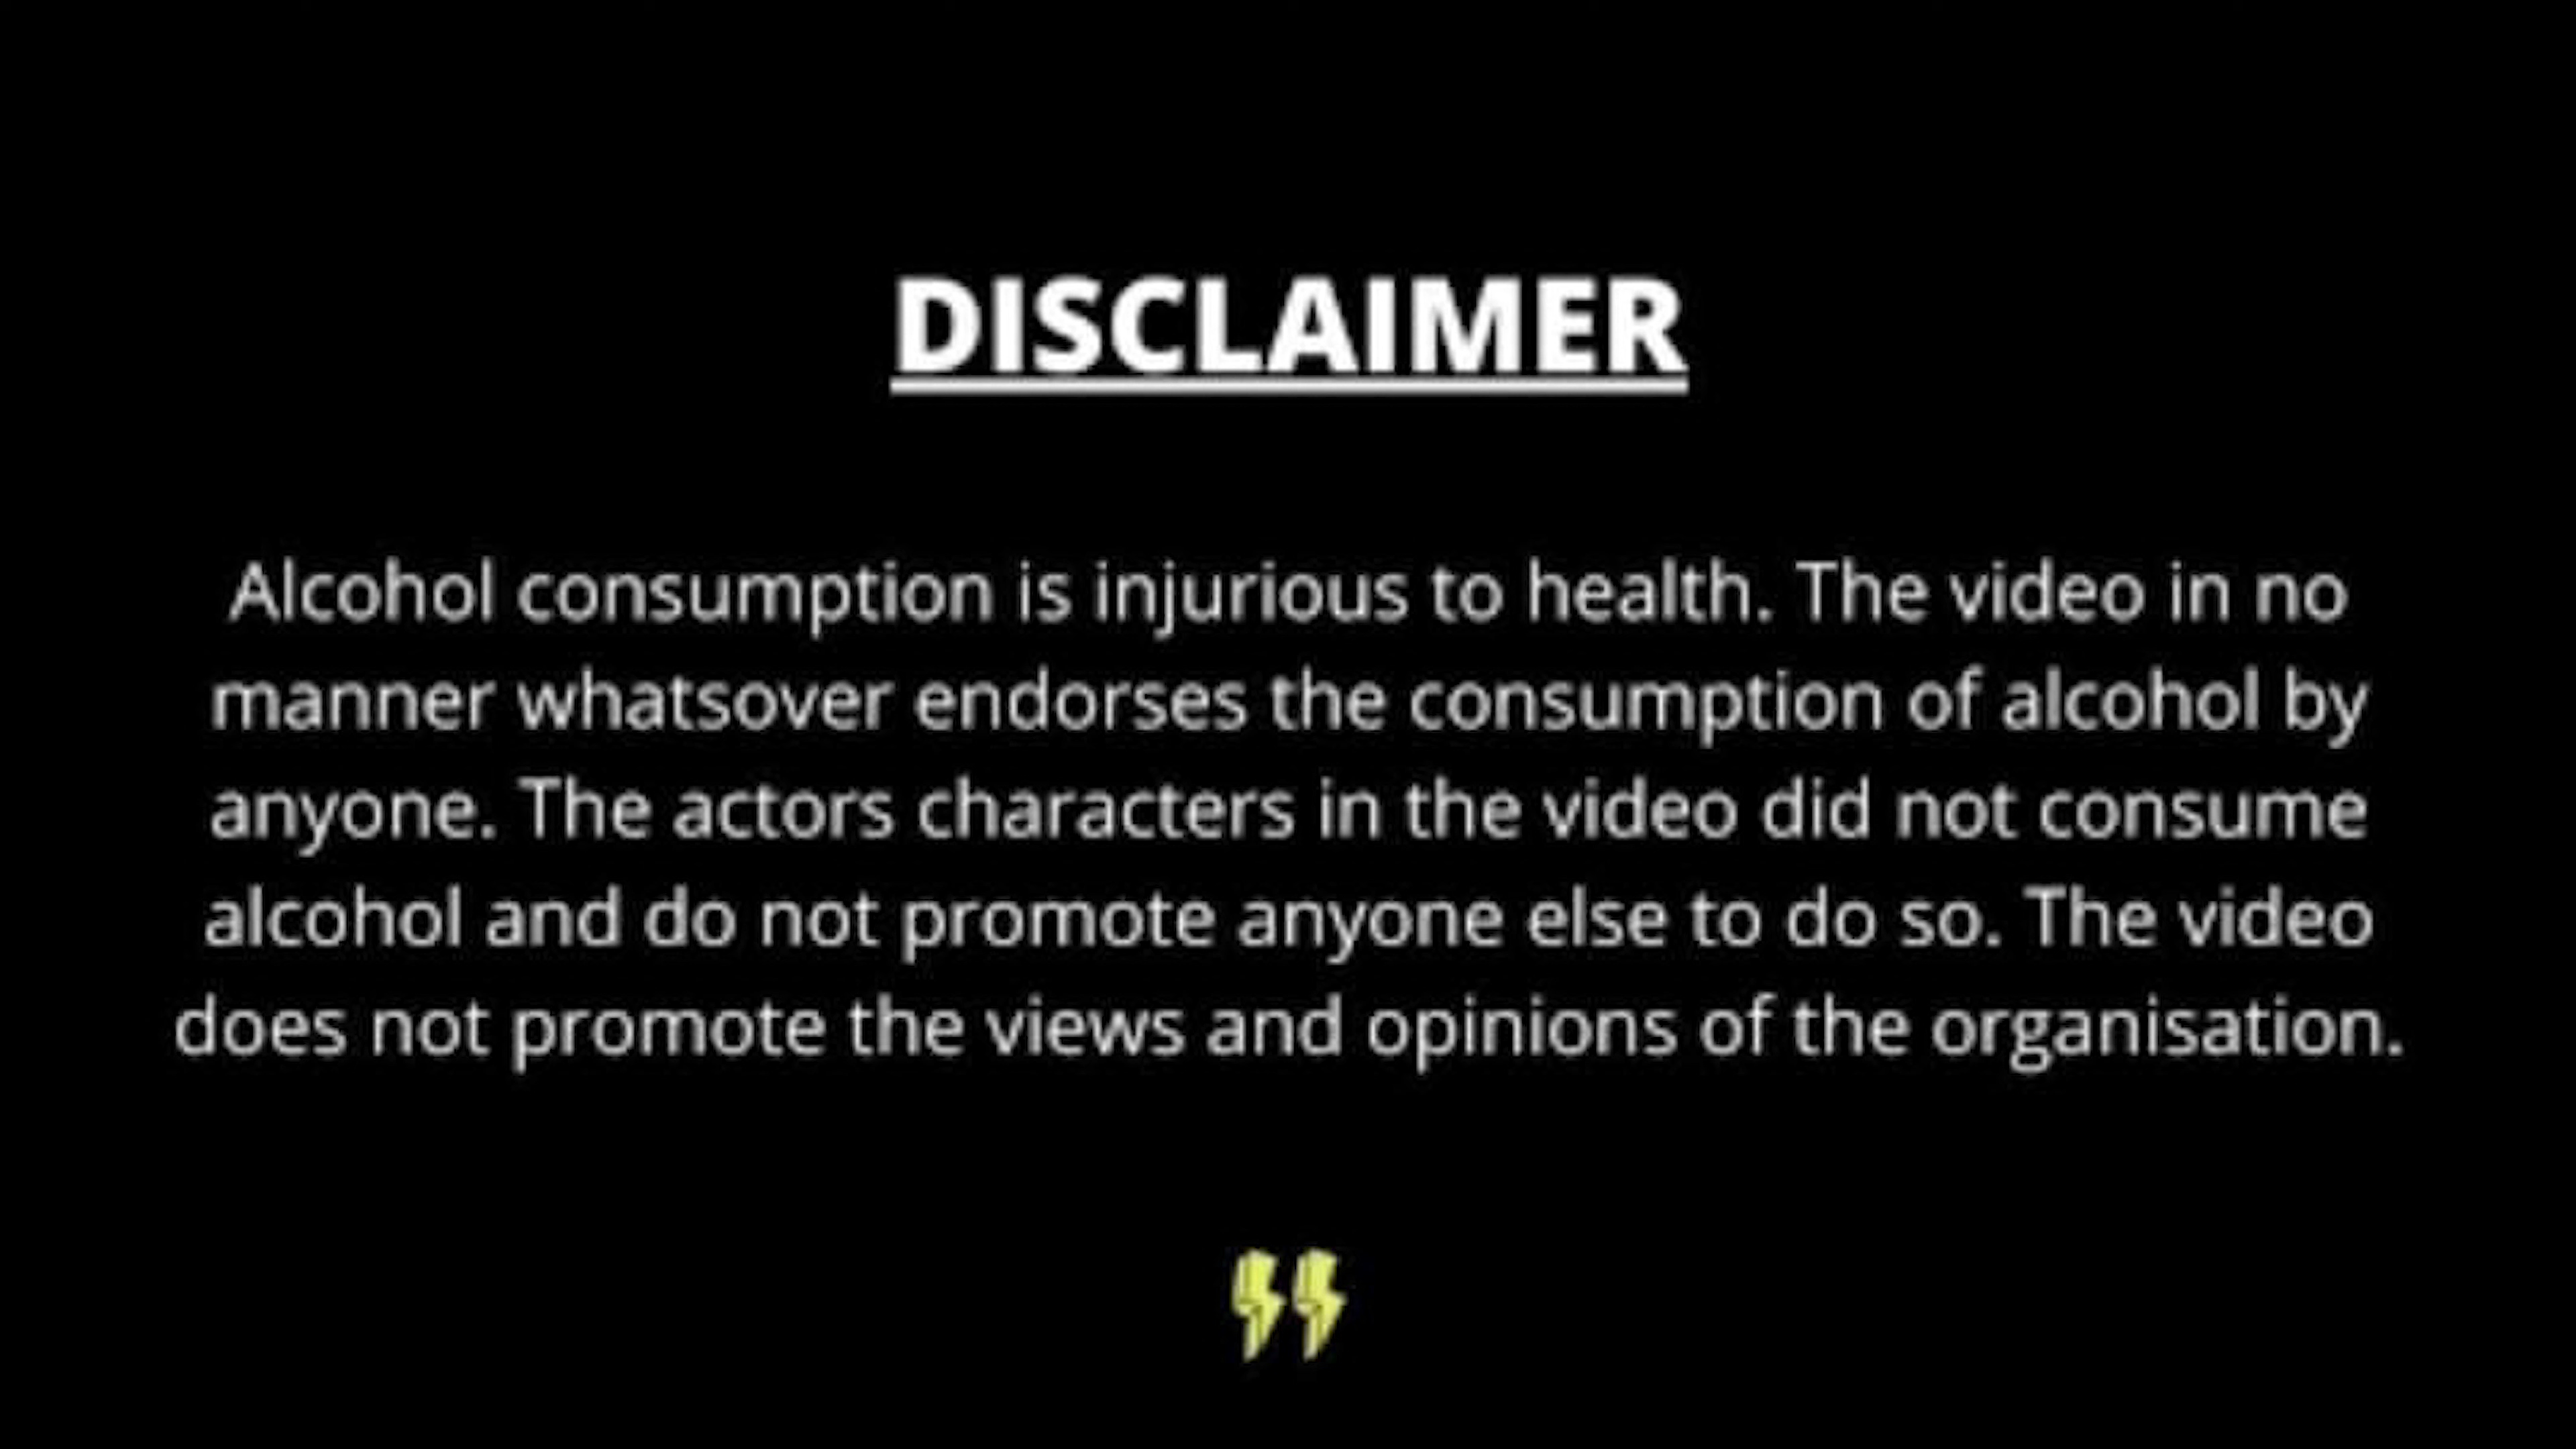 DISCLAIMER
Alcohol consumption is injurious to health. The video in no
manner whatsover endorses the consumption of alcohol by
anyone. The actors characters in the video did not consume
alcohol and do not promote anyone else to do so. The video
does not promote the views and opinions of the organisation.